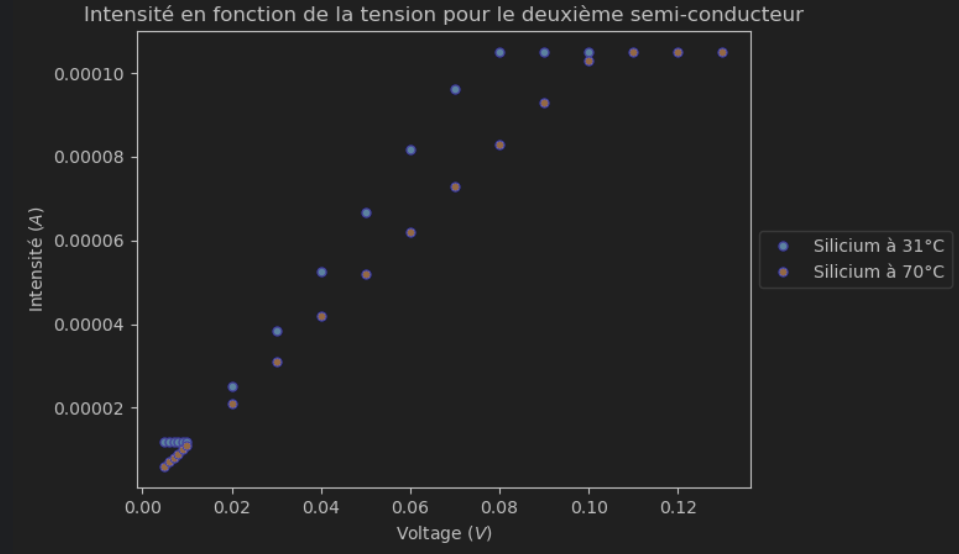 Intensité en fonction de la tension pour le deuxième semi-conducteur
0.00010
0.00008
0.00006
0.00004
0.00002
Intensité (A)
0.00 0.02 0.04 0.06 0.08 0.10 0.12
Voltage (V)
Silicium à 31°C
Silicium à 70°C